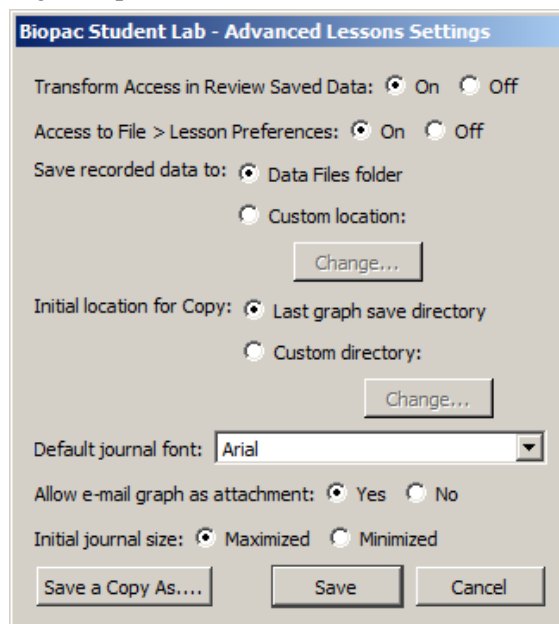 Biopac Student Lab - Advanced Lessons Settings
Transform Access in Review Saved Data: On Off
Access to File > Lesson Preferences: On Off
Save recorded data to: Data Files folder
Custom location:
Change...
Initial location for Copy: Last graph save directory
Custom directory:
Change...
Default journal font: Arial
Allow e-mail graph as attachment: Yes No
Initial journal size: Maximized Minimized
Save a Copy As.... Save Cancel